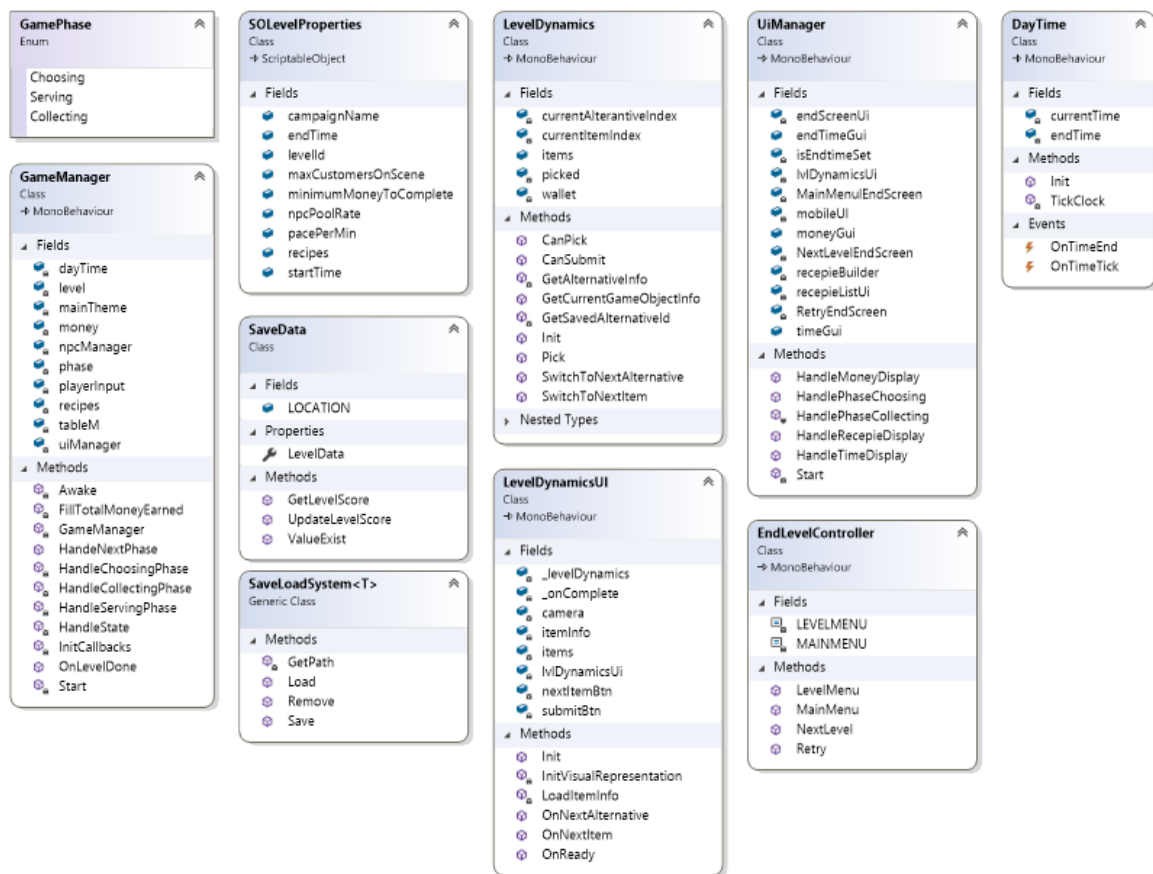 GamePhase
Enum
Choosing
Serving
Collecting
GameManager
Class
MonoBehaviour
Fields
dayTime
level
mainTheme
money
npcManager
phase
playerInput
recipes
tableM
uiManager
Methods
Awake
FillTotalMoneyEarned
GameManager
HandeNextPhase
HandleChoosingPhase
HandleCollectingPhase
HandleServingPhase
HandleState
InitCallbacks
OnLevelDone
Start
SOLevelProperties
Class
ScriptableObject
Fields
campaignName
endTime
levelId
maxCustomersOnScene
minimumMoneyToComplete
npcPoolRate
pacePerMin
recipes
startTime
SaveData
Class
Fields
LOCATION
Properties
LevelData
Methods
GetLevelScore
UpdateLevelScore
ValueExist
SaveLoadSystem<T>
Generic Class
Methods
GetPath
Load
Remove
Save
LevelDynamics
Class
MonoBehaviour
Fields
currentAlterantiveIndex
currentItemIndex
items
picked
wallet
Methods
CanPick
CanSubmit
GetAlternativeInfo
GetCurrentGameObjectInfo
GetSavedAlternativeId
Init
Pick
SwitchToNextAlternative
SwitchToNextItem
Nested Types
LevelDynamicsUI
Class
MonoBehaviour
Fields
_levelDynamics
_onComplete
camera
itemInfo
items
lvlDynamicsUi
nextItemBtn
submitBtn
Methods
Init
InitVisualRepresentation
LoadItemInfo
OnNextAlternative
OnNextItem
OnReady
UiManager
Class
MonoBehaviour
Fields
endScreenUi
endTimeGui
isEndtimeSet
lvlDynamicsUi
MainMenulEndScreen
mobileUI
moneyGui
NextLevelEndScreen
recepieBuilder
recepieListUi
RetryEndScreen
timeGui
Methods
HandleMoneyDisplay
HandlePhaseChoosing
HandlePhaseCollecting
HandleRecepieDisplay
HandleTimeDisplay
Start
EndLevelController
Class
MonoBehaviour
Fields
LEVELMENU
MAINMENU
Methods
LevelMenu
MainMenu
NextLevel
Retry
DayTime
Class
MonoBehaviour
Fields
currentTime
endTime
Methods
Init
TickClock
Events
OnTimeEnd
OnTimeTick